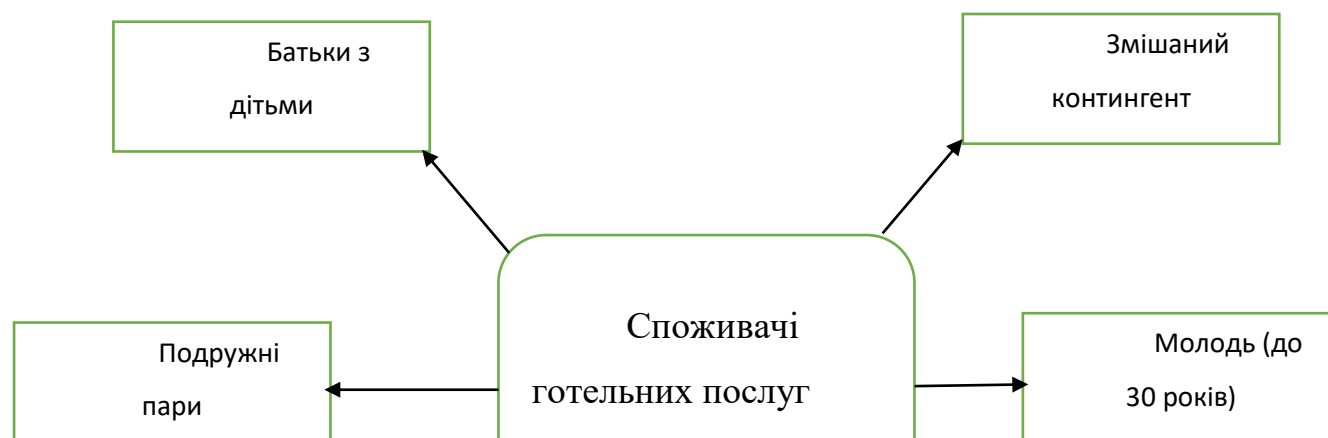 Батьки з
дітьми
Змішаний
контингент
Споживачі
готельних послуг
Подружні
пари
Молодь (до
30 років)